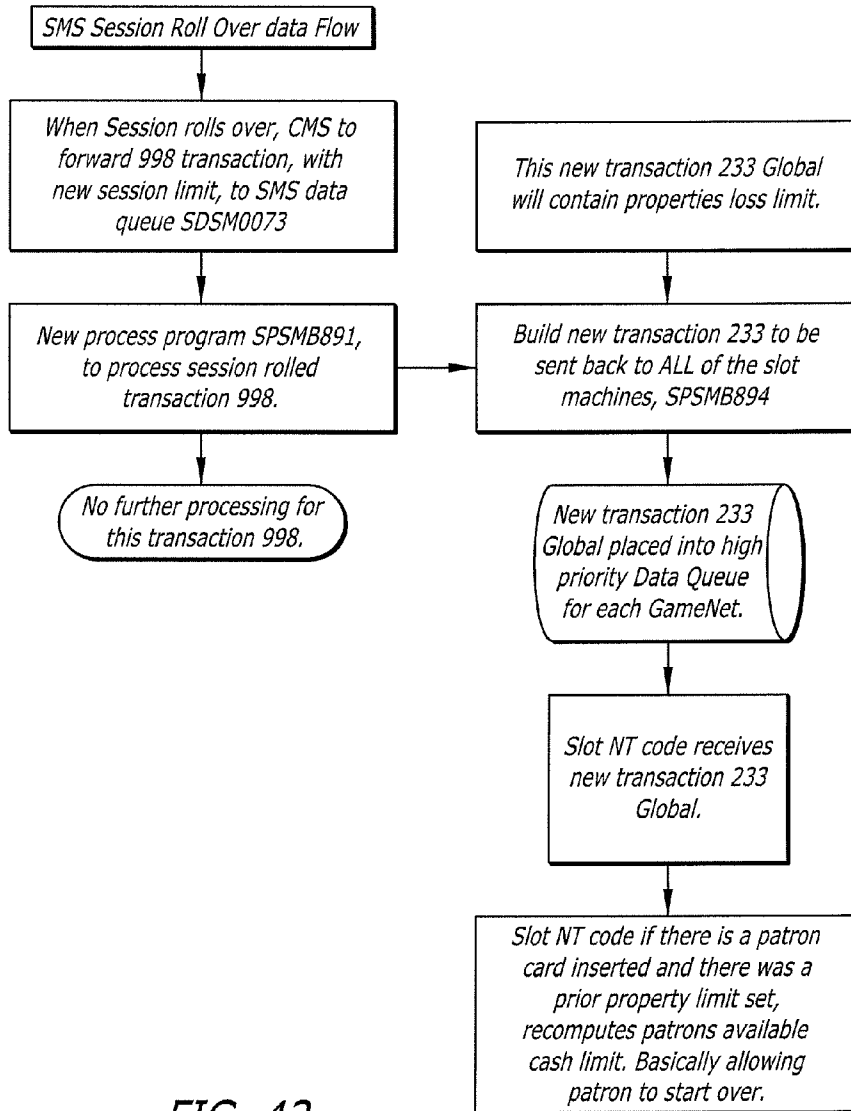 SMS Session Roll Over data Flow
When Session rolls over, CMS to
forward 998 transaction, with
new session limit, to SMS data
queue SDSM0073
This new transaction 233 Global
will contain properties loss limit.
New process program SPSMB891,
to process session rolled
transaction 998.
Build new transaction 233 to be
sent back to ALL of the slot
machines, SPSMB894
No further processing for
this transaction 998.
New transaction 233
Global placed into high
priority Data Queue
for each GameNet.
Slot NT code receives
new transaction 233
Global.
Slot NT code if there is a patron
card inserted and there was a
prior property limit set,
recomputes patrons available
cash limit. Basically allowing
patron to start over.
FIG. 42